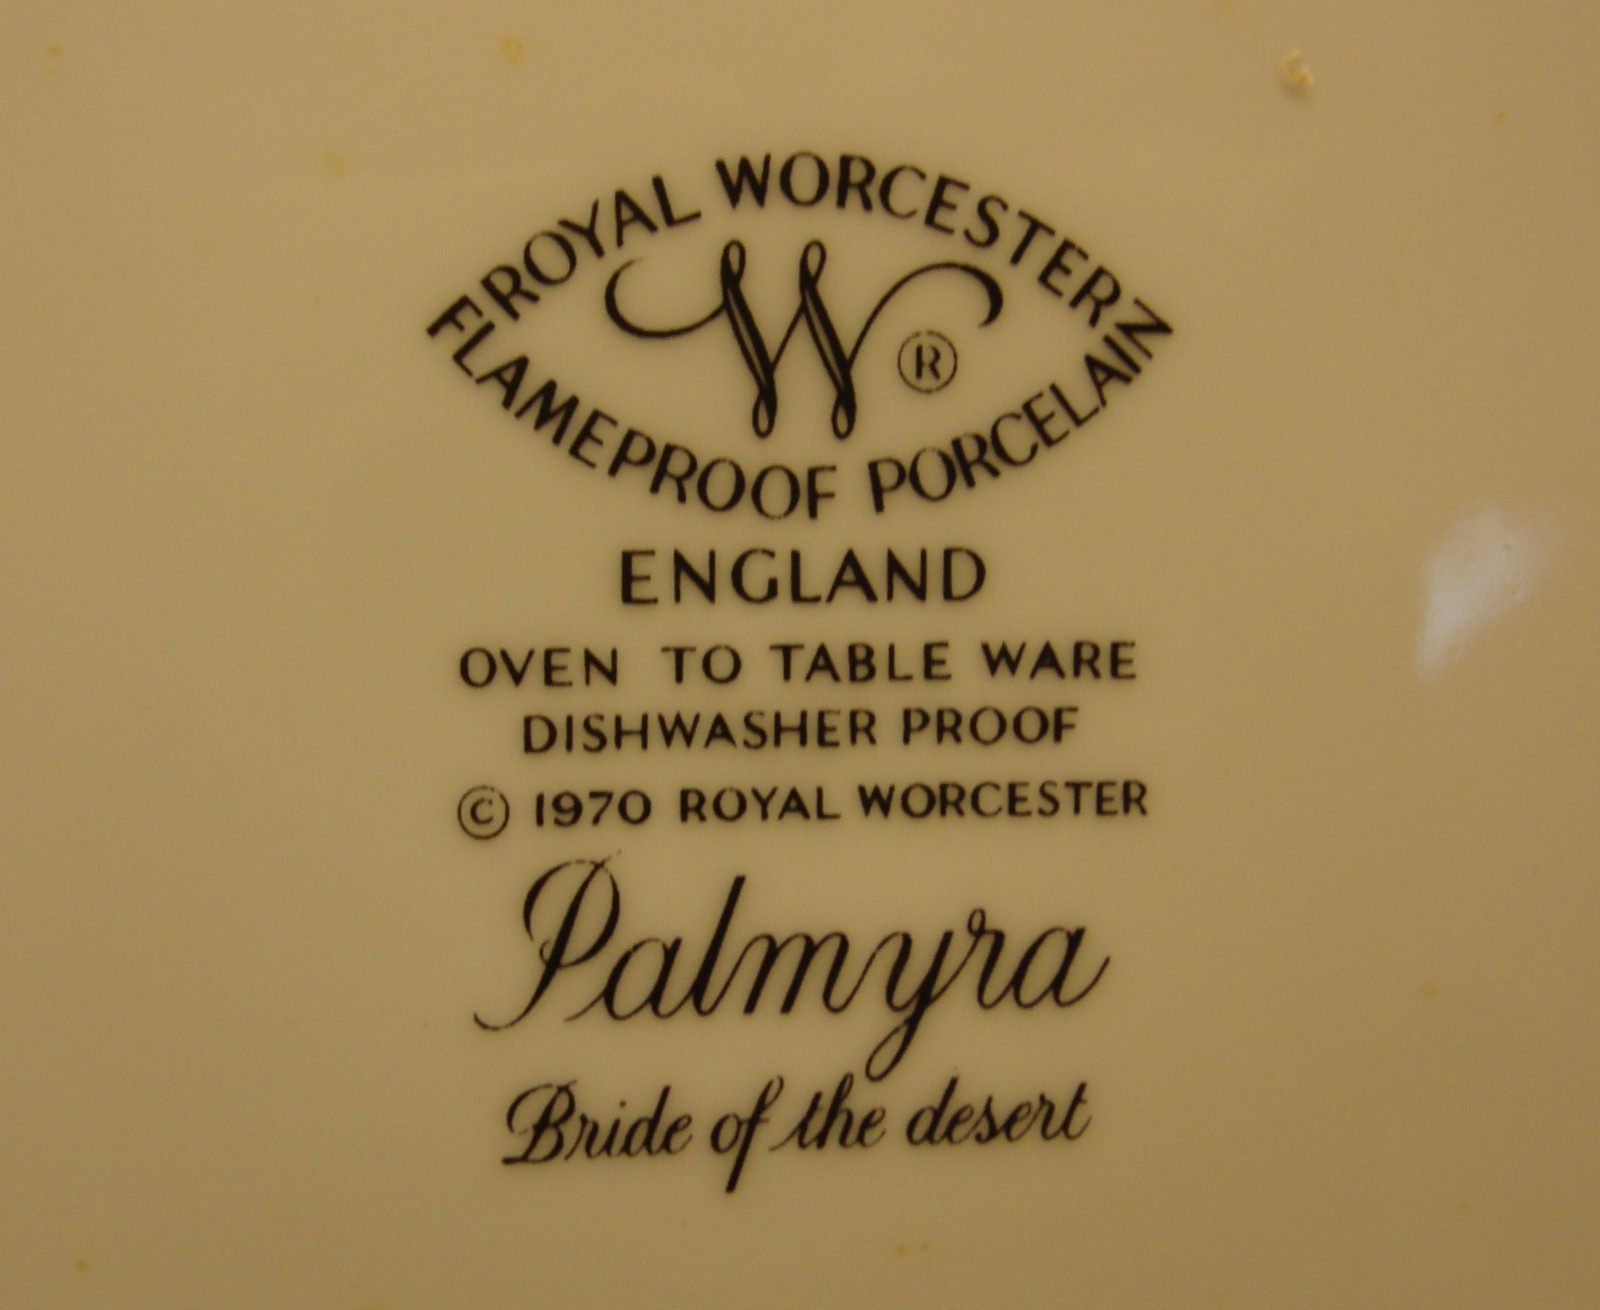 ROYAL WORCESTER
W ®
FLAMEPROOF PORCELAIN
ENGLAND
OVEN TO TABLE WARE
DISHWASHER PROOF
© 1970 ROYAL WORCESTER
Palmyra
Bride of the desert